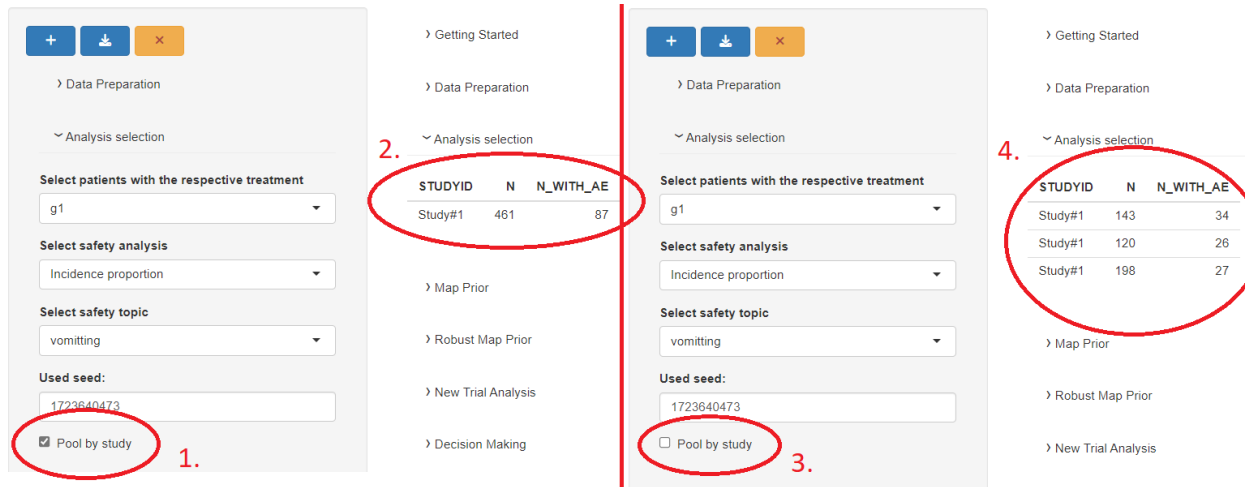 Data Preparation
Analysis selection
Select patients with the respective treatment
g1
Select safety analysis
Incidence proportion
Select safety topic
vomitting
Used seed:
1723640473
Pool by study
1.
Getting Started
Data Preparation
Analysis selection
2.
STUDYID N N_WITH_AE
Study#1 461 87
Map Prior
Robust Map Prior
New Trial Analysis
Decision Making
Data Preparation
Analysis selection
Select patients with the respective treatment
g1
Select safety analysis
Incidence proportion
Select safety topic
vomitting
Used seed:
1723640473
Pool by study
3.
Getting Started
Data Preparation
Analysis selection
4.
STUDYID N N_WITH_AE
Study#1 143 34
Study#1 120 26
Study#1 198 27
Map Prior
Robust Map Prior
New Trial Analysis